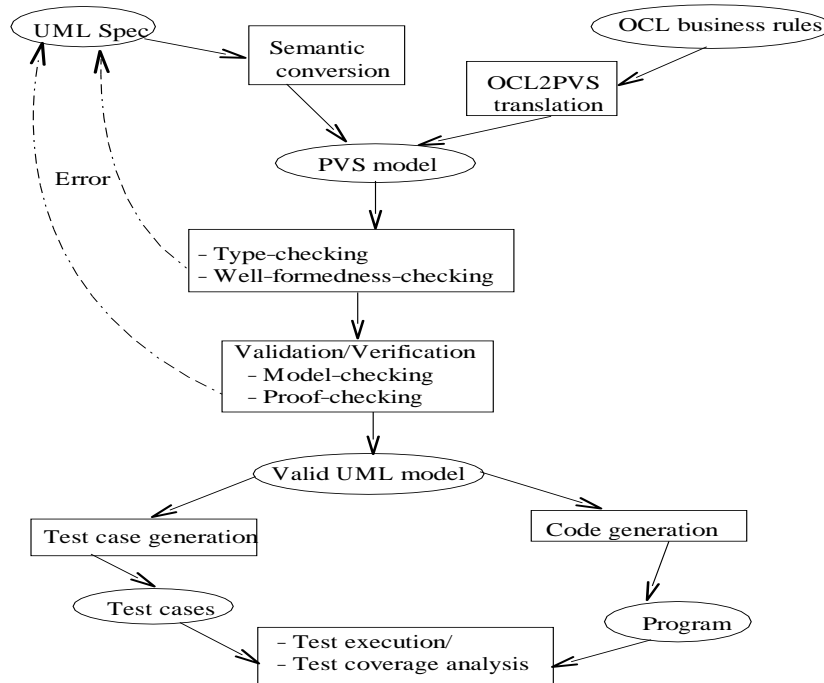 UML Spec
OCL business rules
Semantic
conversion
OCL2PVS
translation
PVS model
Error
- Type-checking
- Well-formedness-checking
Validation/Verification
- Model-checking
- Proof-checking
Valid UML model
Test case generation
Code generation
Test cases
Program
- Test execution/
- Test coverage analysis